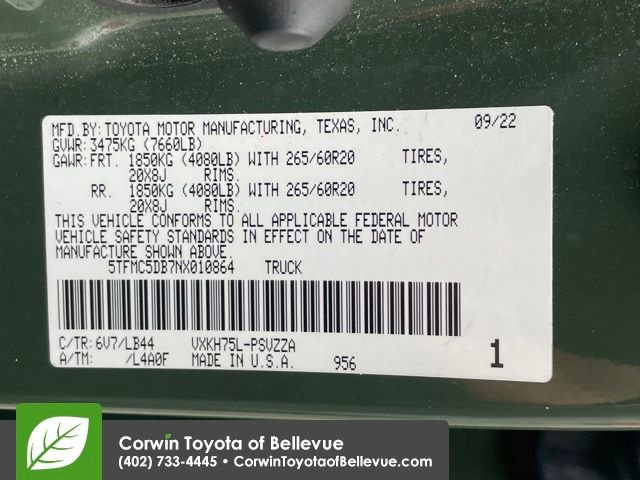 MFD.BY:TOYOTA MOTOR MANUFACTURING, TEXAS, INC. 09/22
GVWR:3475KG (7660LB)
GAWR:FRT. 1850KG (4080LB) WITH 265/60R20 TIRES,
20X8J RIMS,
RR. 1850KG (4080LB) WITH 265/60R20 TIRES,
20X8J RIMS.
THIS VEHICLE CONFORMS TO ALL APPLICABLE FEDERAL MOTOR
VEHICLE SAFETY STANDARDS IN EFFECT ON THE DATE OF
MANUFACTURE SHOWN ABOVE.
5TFMC5DB7NX010864 TRUCK
C/TR:6V7/LB44 VXKH75L-PSVZZA
A/TM: /L4A0F MADE IN U.S.A. 956 1
Corwin Toyota of Bellevue
(402) 733-4445 • CorwinToyotaofBellevue.com